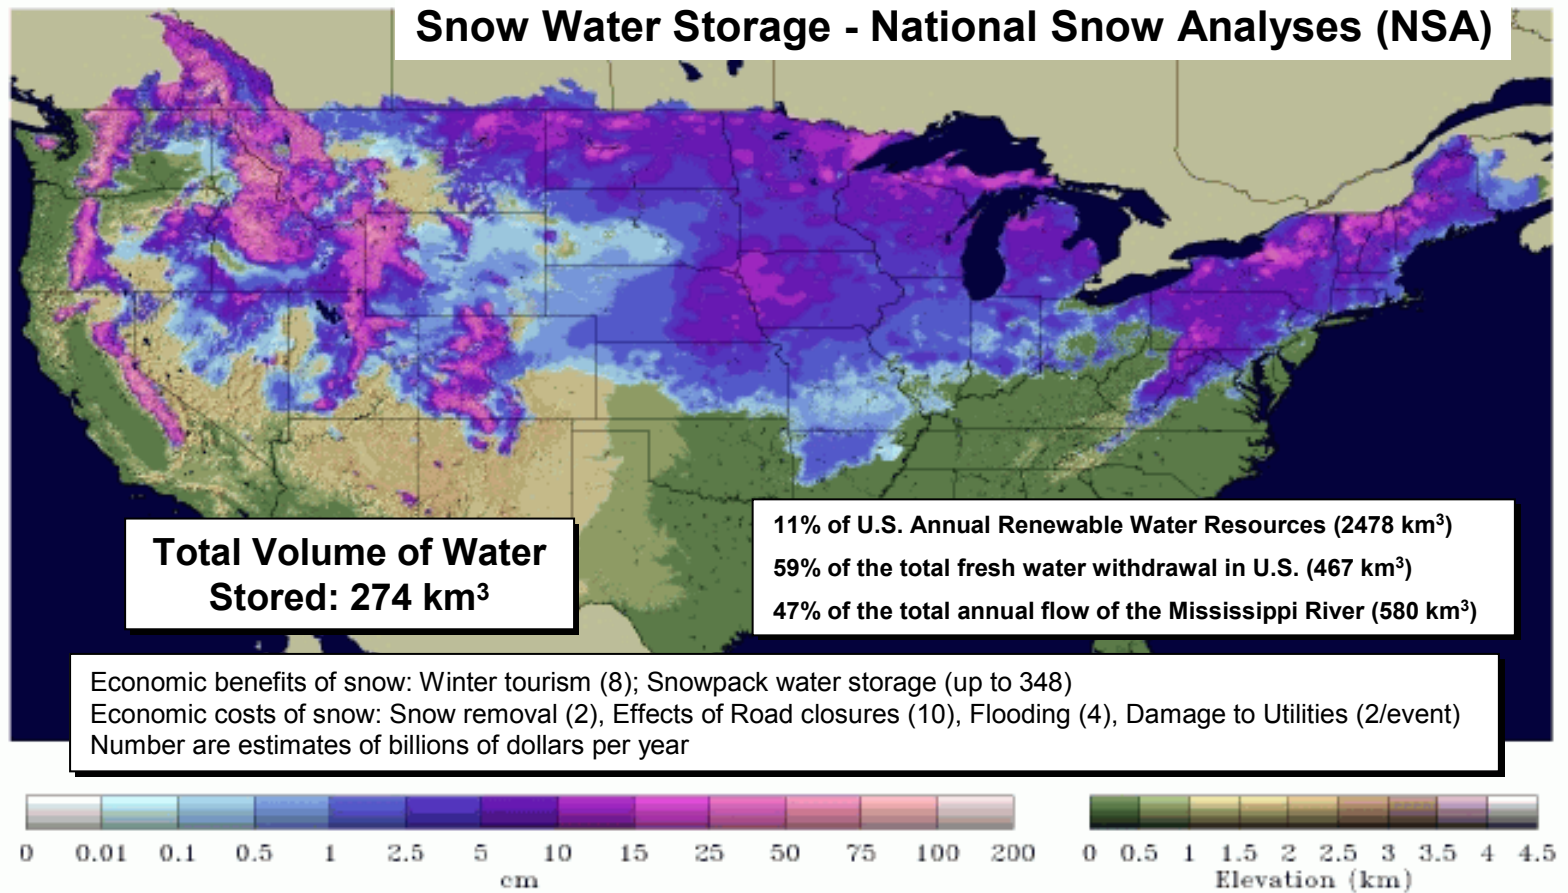 Snow Water Storage - National Snow Analyses (NSA)
Total Volume of Water
Stored: 274 km³
11% of U.S. Annual Renewable Water Resources (2478 km³)
59% of the total fresh water withdrawal in U.S. (467 km³)
47% of the total annual flow of the Mississippi River (580 km³)
Economic benefits of snow: Winter tourism (8); Snowpack water storage (up to 348)
Economic costs of snow: Snow removal (2), Effects of Road closures (10), Flooding (4), Damage to Utilities (2/event)
Number are estimates of billions of dollars per year
0 0.01 0.1 0.5 1 2.5 5 10 15 25 50 75 100 200
cm
0 0.5 1 1.5 2 2.5 3 3.5 4 4.5
Elevation (km)